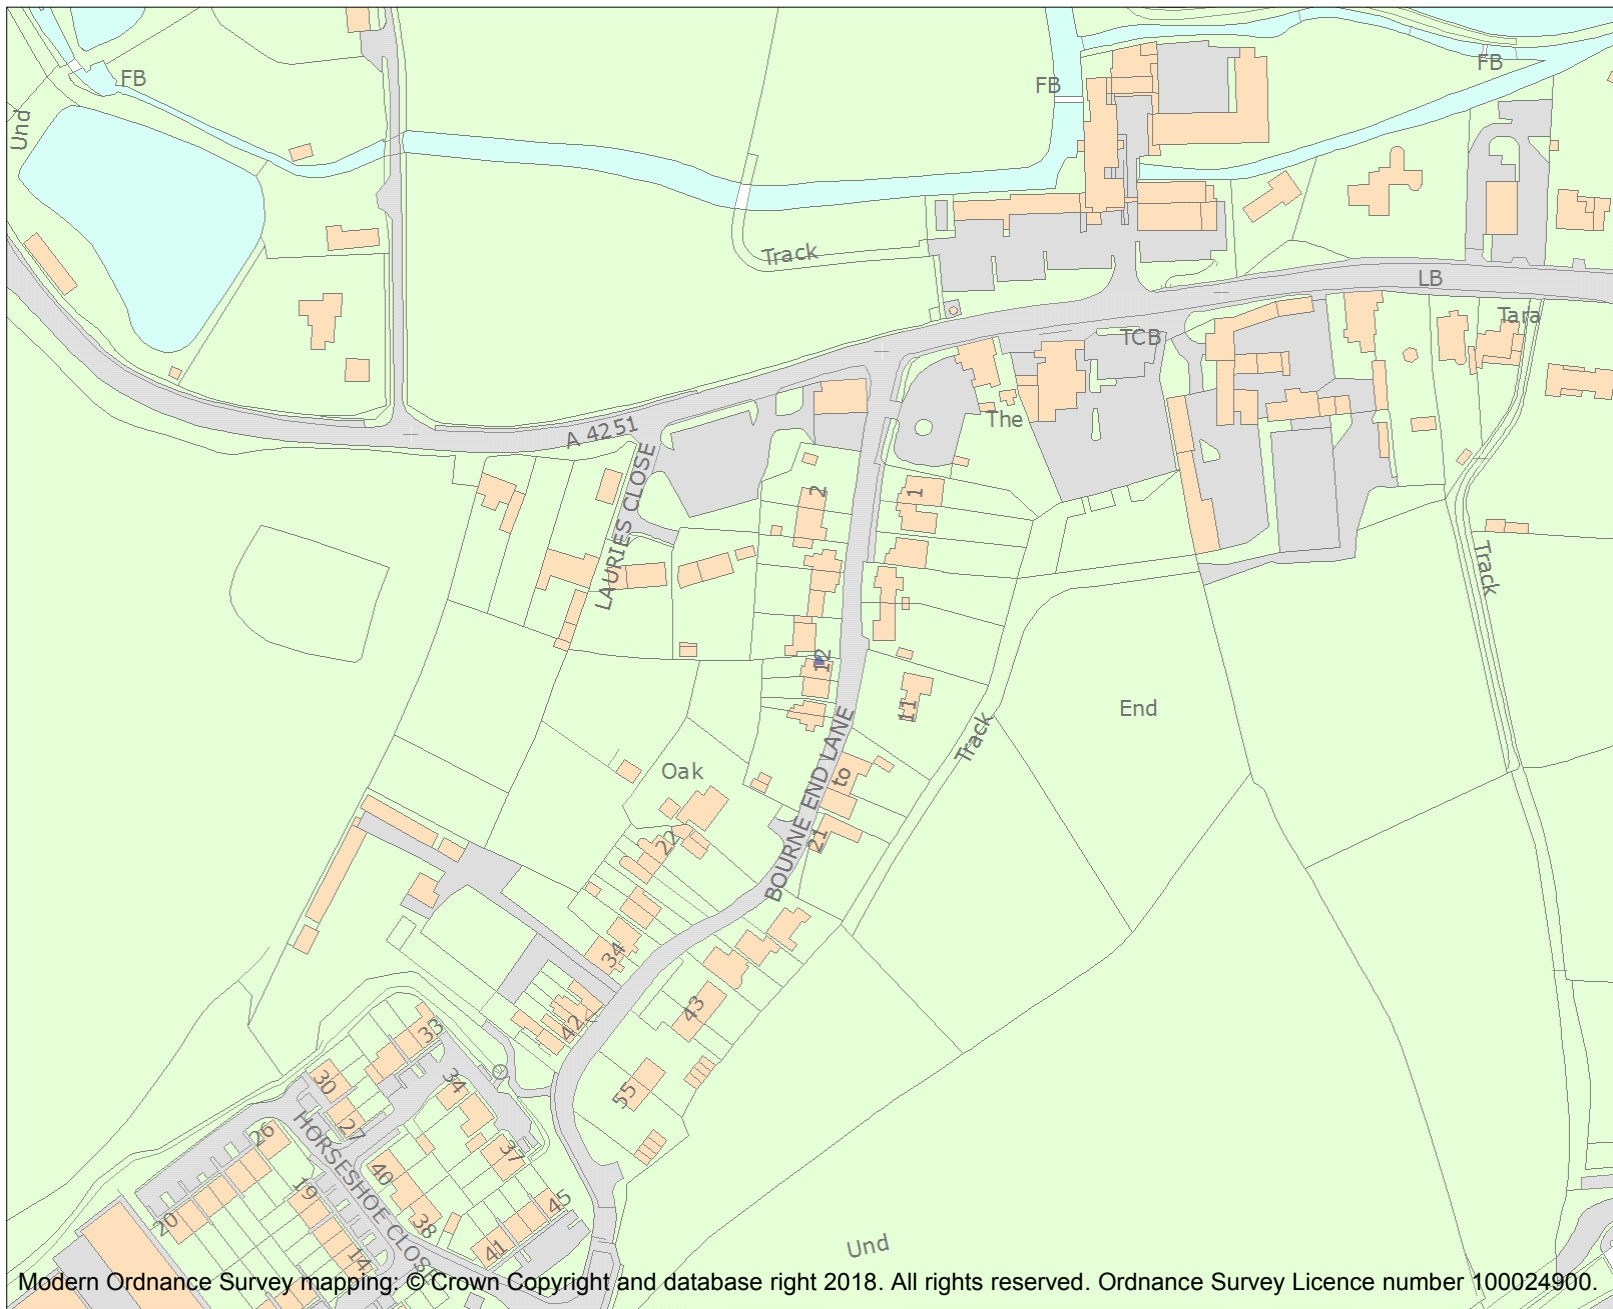 FB
FB
FB
Und
Track
LB
Tara
TCB
The
A 4251
LAURIES CLOSE
2
1
Track
12
11
End
Track
Oak
to
BOURNE END LANE
21
22
34
43
42
33
30
34
55
27
26
37
HORSESHOE CLOSE
40
19
45
20
38
41
14
Und
Modern Ordnance Survey mapping: © Crown Copyright and database right 2018. All rights reserved. Ordnance Survey Licence number 100024900.